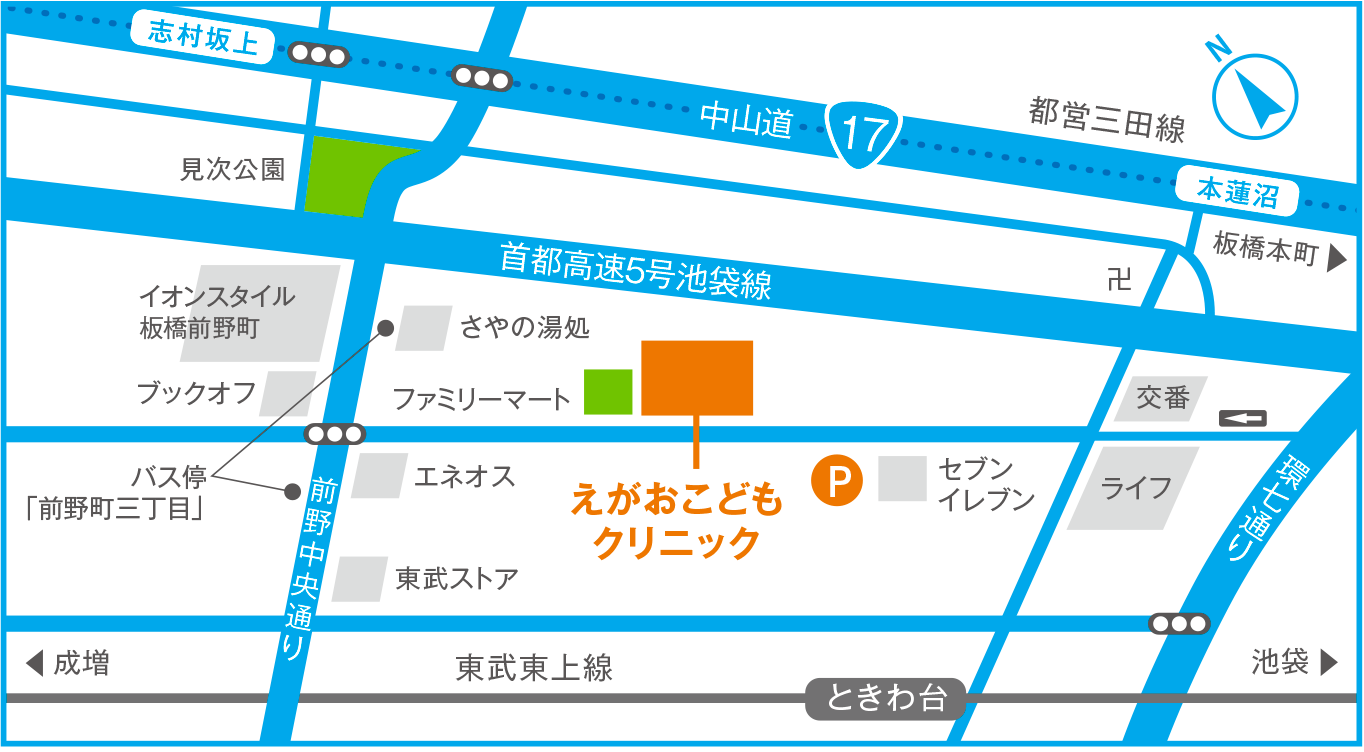 志村坂上
N
中山道
17
都営三田線
本蓮沼
板橋本町
見次公園
首都高速5号池袋線
卍
イオンスタイル
板橋前野町
さやの湯処
ブックオフ
ファミリーマート
交番
バス停
「前野町三丁目」
エネオス
前野中央通り
えがおこども
クリニック
P
セブン
イレブン
ライフ
環七通り
東武ストア
成増
東武東上線
池袋
ときわ台